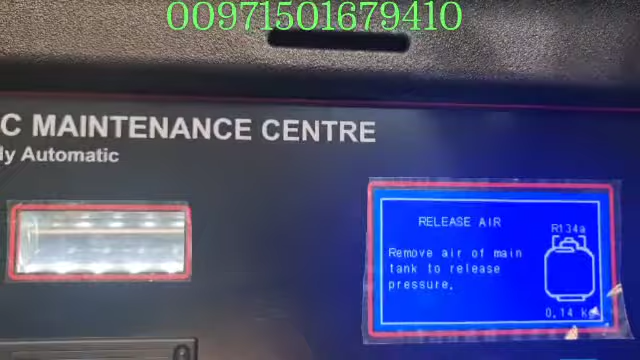 00971501679410
C MAINTENANCE CENTRE
ly Automatic
RELEASE AIR
R134a
Remove air of main
tank to release
pressure.
0.14